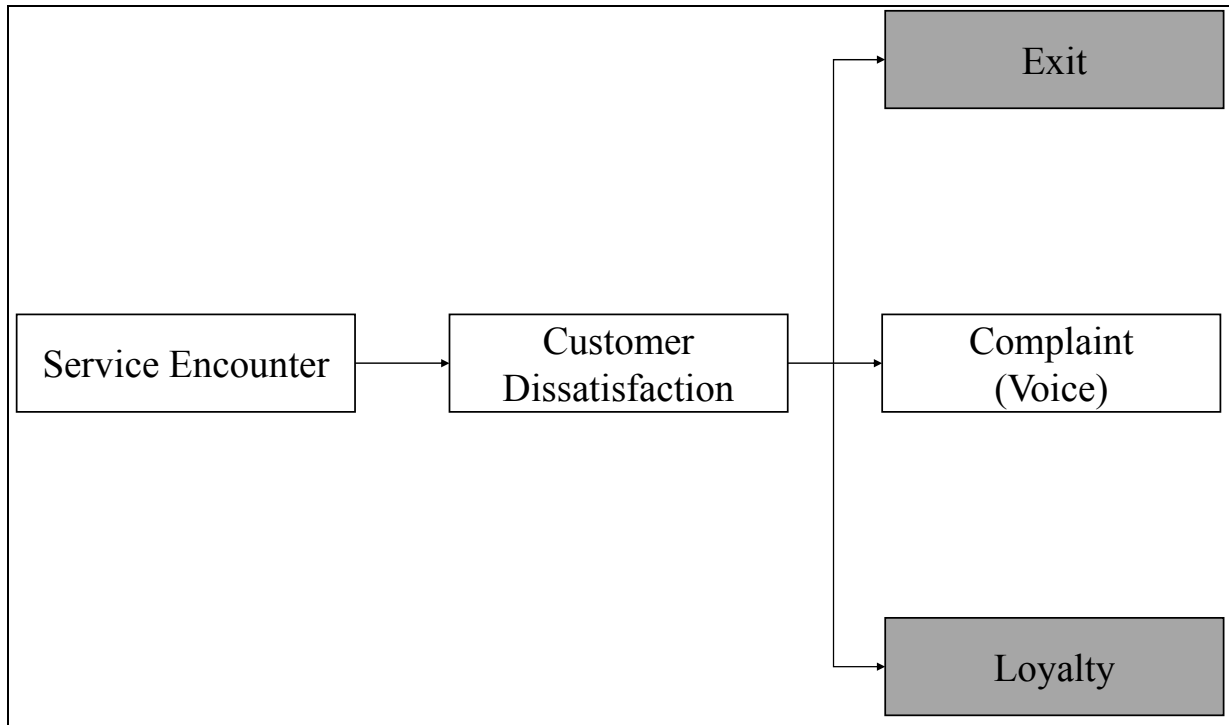 Exit
Service Encounter
Customer
Dissatisfaction
Complaint
(Voice)
Loyalty